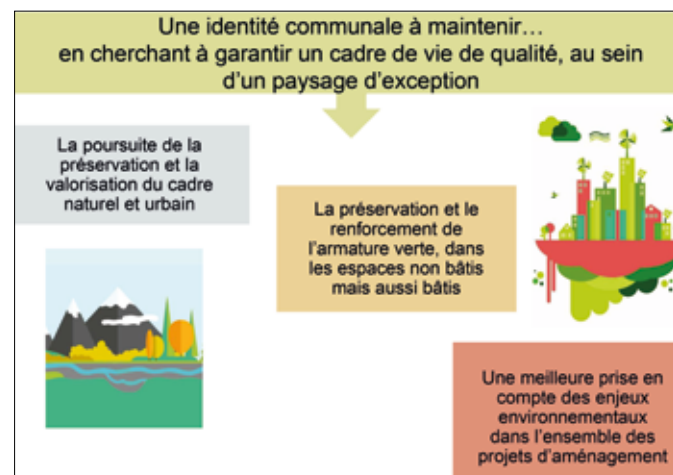 Une identité communale à maintenir…
en cherchant à garantir un cadre de vie de qualité, au sein
d'un paysage d'exception
La poursuite de la
préservation et la
valorisation du cadre
naturel et urbain
La préservation et le
renforcement de
l'armature verte, dans
les espaces non bâtis
mais aussi bâtis
Une meilleure prise en
compte des enjeux
environnementaux
dans l'ensemble des
projets d'aménagement